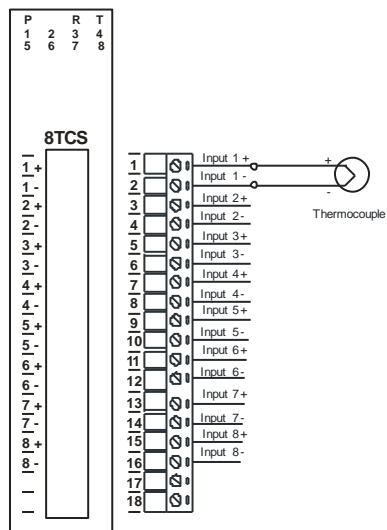 P R T
1 2 3 4
5 6 7 8
8TCS
1 +
1 -
2 +
2 -
3 +
3 -
4 +
4 -
5 +
5 -
6 +
6 -
7 +
7 -
8 +
8 -
1 Input 1 +
2 Input 1 -
3 Input 2+
4 Input 2-
5 Input 3+
6 Input 3-
7 Input 4+
8 Input 4-
9 Input 5+
10 Input 5-
11 Input 6+
12 Input 6-
13 Input 7+
14 Input 7-
15 Input 8+
16 Input 8-
17
18
+
-
Thermocouple